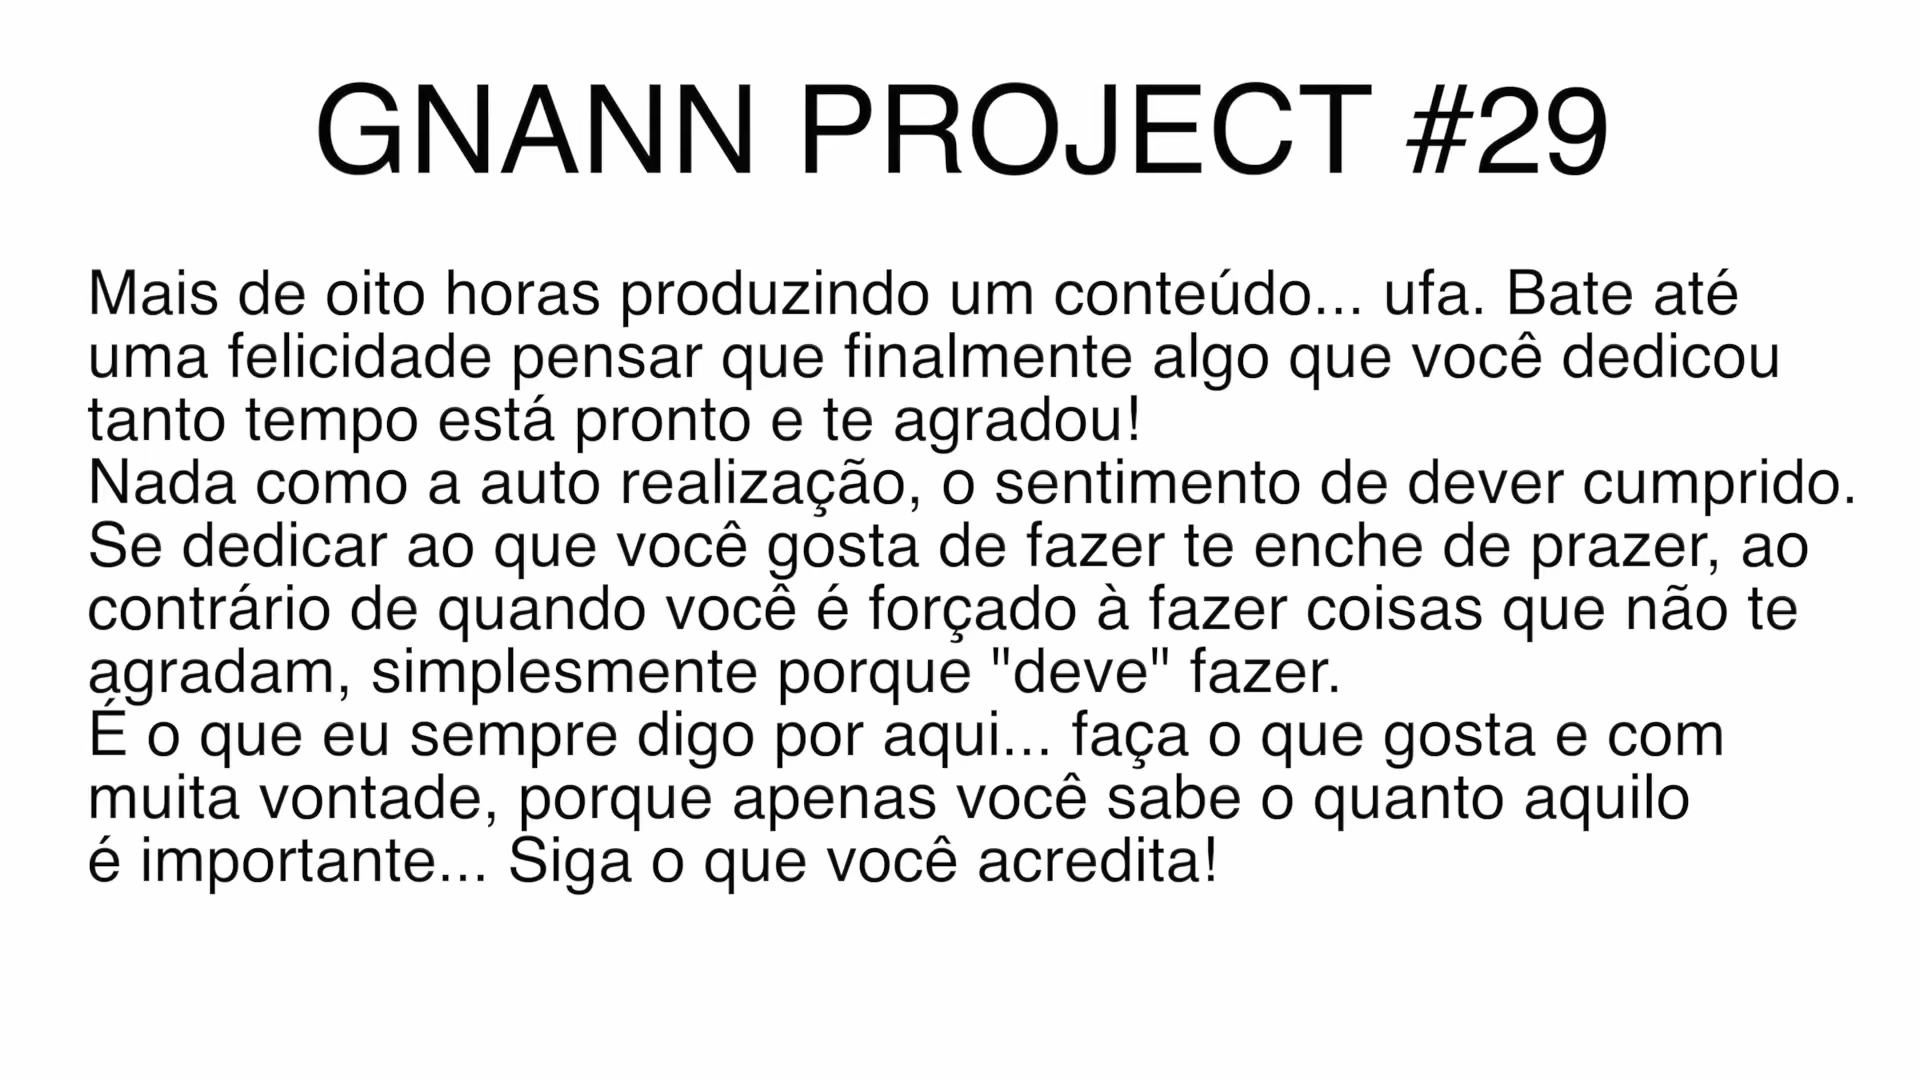 GNANN PROJECT #29
Mais de oito horas produzindo um conteúdo... ufa. Bate até
uma felicidade pensar que finalmente algo que você dedicou
tanto tempo está pronto e te agradou!
Nada como a auto realização, o sentimento de dever cumprido.
Se dedicar ao que você gosta de fazer te enche de prazer, ao
contrário de quando você é forçado à fazer coisas que não te
agradam, simplesmente porque "deve" fazer.
É o que eu sempre digo por aqui... faça o que gosta e com
muita vontade, porque apenas você sabe o quanto aquilo
é importante... Siga o que você acredita!